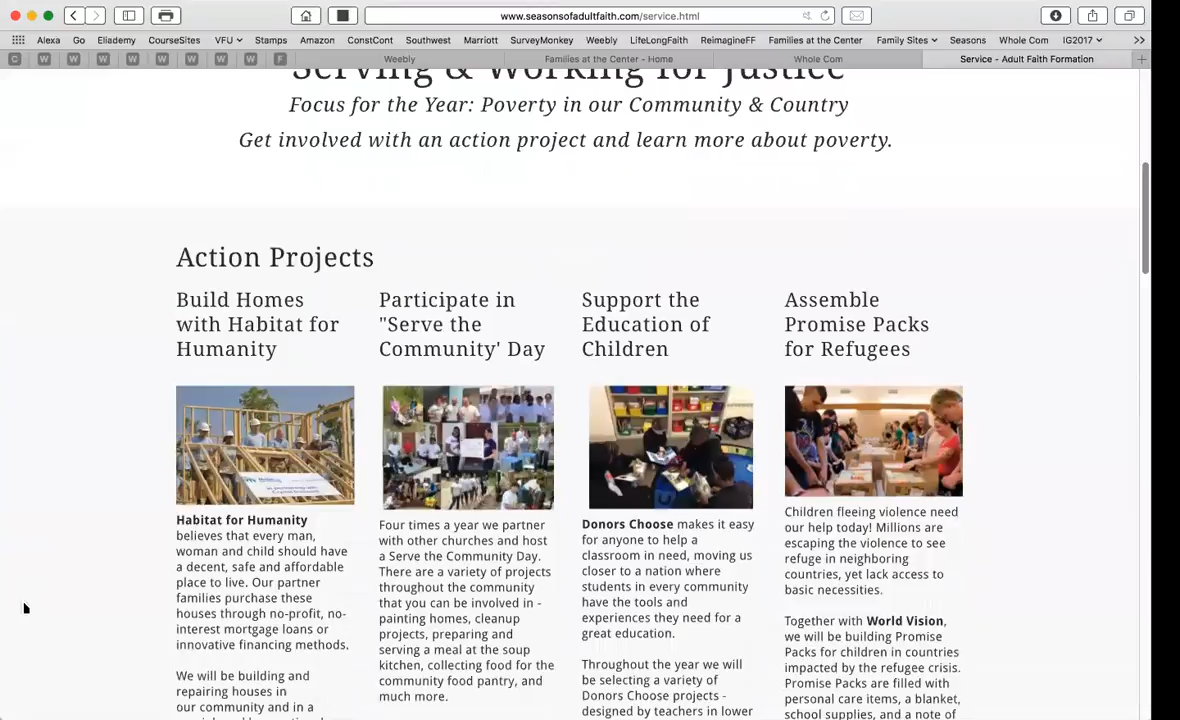 www.seasonsofadultfaith.com/service.html
Alexa Go Eliademy CourseSites VFU Stamps Amazon ConstCont Southwest Marriott SurveyMonkey Weebly LifeLongFaith ReimagineFF Families at the Center Family Sites Seasons Whole Com IG2017 >>
C W W W W W W W W F Weebly Families at the Center - Home Whole Com Service - Adult Faith Formation +
Serving & Working for Justice
Focus for the Year: Poverty in our Community & Country
Get involved with an action project and learn more about poverty.
Action Projects
Build Homes
with Habitat for
Humanity
Habitat for Humanity
believes that every man,
woman and child should have
a decent, safe and affordable
place to live. Our partner
families purchase these
houses through no-profit, no-
interest mortgage loans or
innovative financing methods.
We will be building and
repairing houses in
our community and in a
Participate in
"Serve the
Community' Day
Four times a year we partner
with other churches and host
a Serve the Community Day.
There are a variety of projects
throughout the community
that you can be involved in -
painting homes, cleanup
projects, preparing and
serving a meal at the soup
kitchen, collecting food for the
community food pantry, and
much more.
Support the
Education of
Children
Donors Choose makes it easy
for anyone to help a
classroom in need, moving us
closer to a nation where
students in every community
have the tools and
experiences they need for a
great education.
Throughout the year we will
be selecting a variety of
Donors Choose projects -
designed by teachers in lower
Assemble
Promise Packs
for Refugees
Children fleeing violence need
our help today! Millions are
escaping the violence to see
refuge in neighboring
countries, yet lack access to
basic necessities.
Together with World Vision,
we will be building Promise
Packs for children in countries
impacted by the refugee crisis.
Promise Packs are filled with
personal care items, a blanket,
school supplies, and a note of